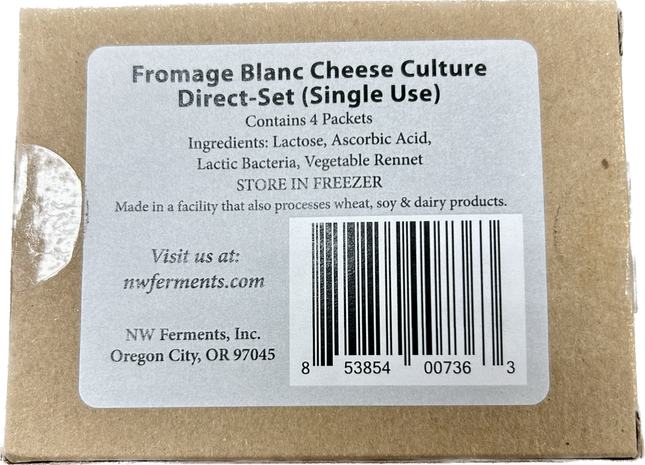 Fromage Blanc Cheese Culture
Direct-Set (Single Use)
Contains 4 Packets
Ingredients: Lactose, Ascorbic Acid,
Lactic Bacteria, Vegetable Rennet
STORE IN FREEZER
Made in a facility that also processes wheat, soy & dairy products.
Visit us at:
nwferments.com
NW Ferments, Inc.
Oregon City, OR 97045
8 53854 00736 3